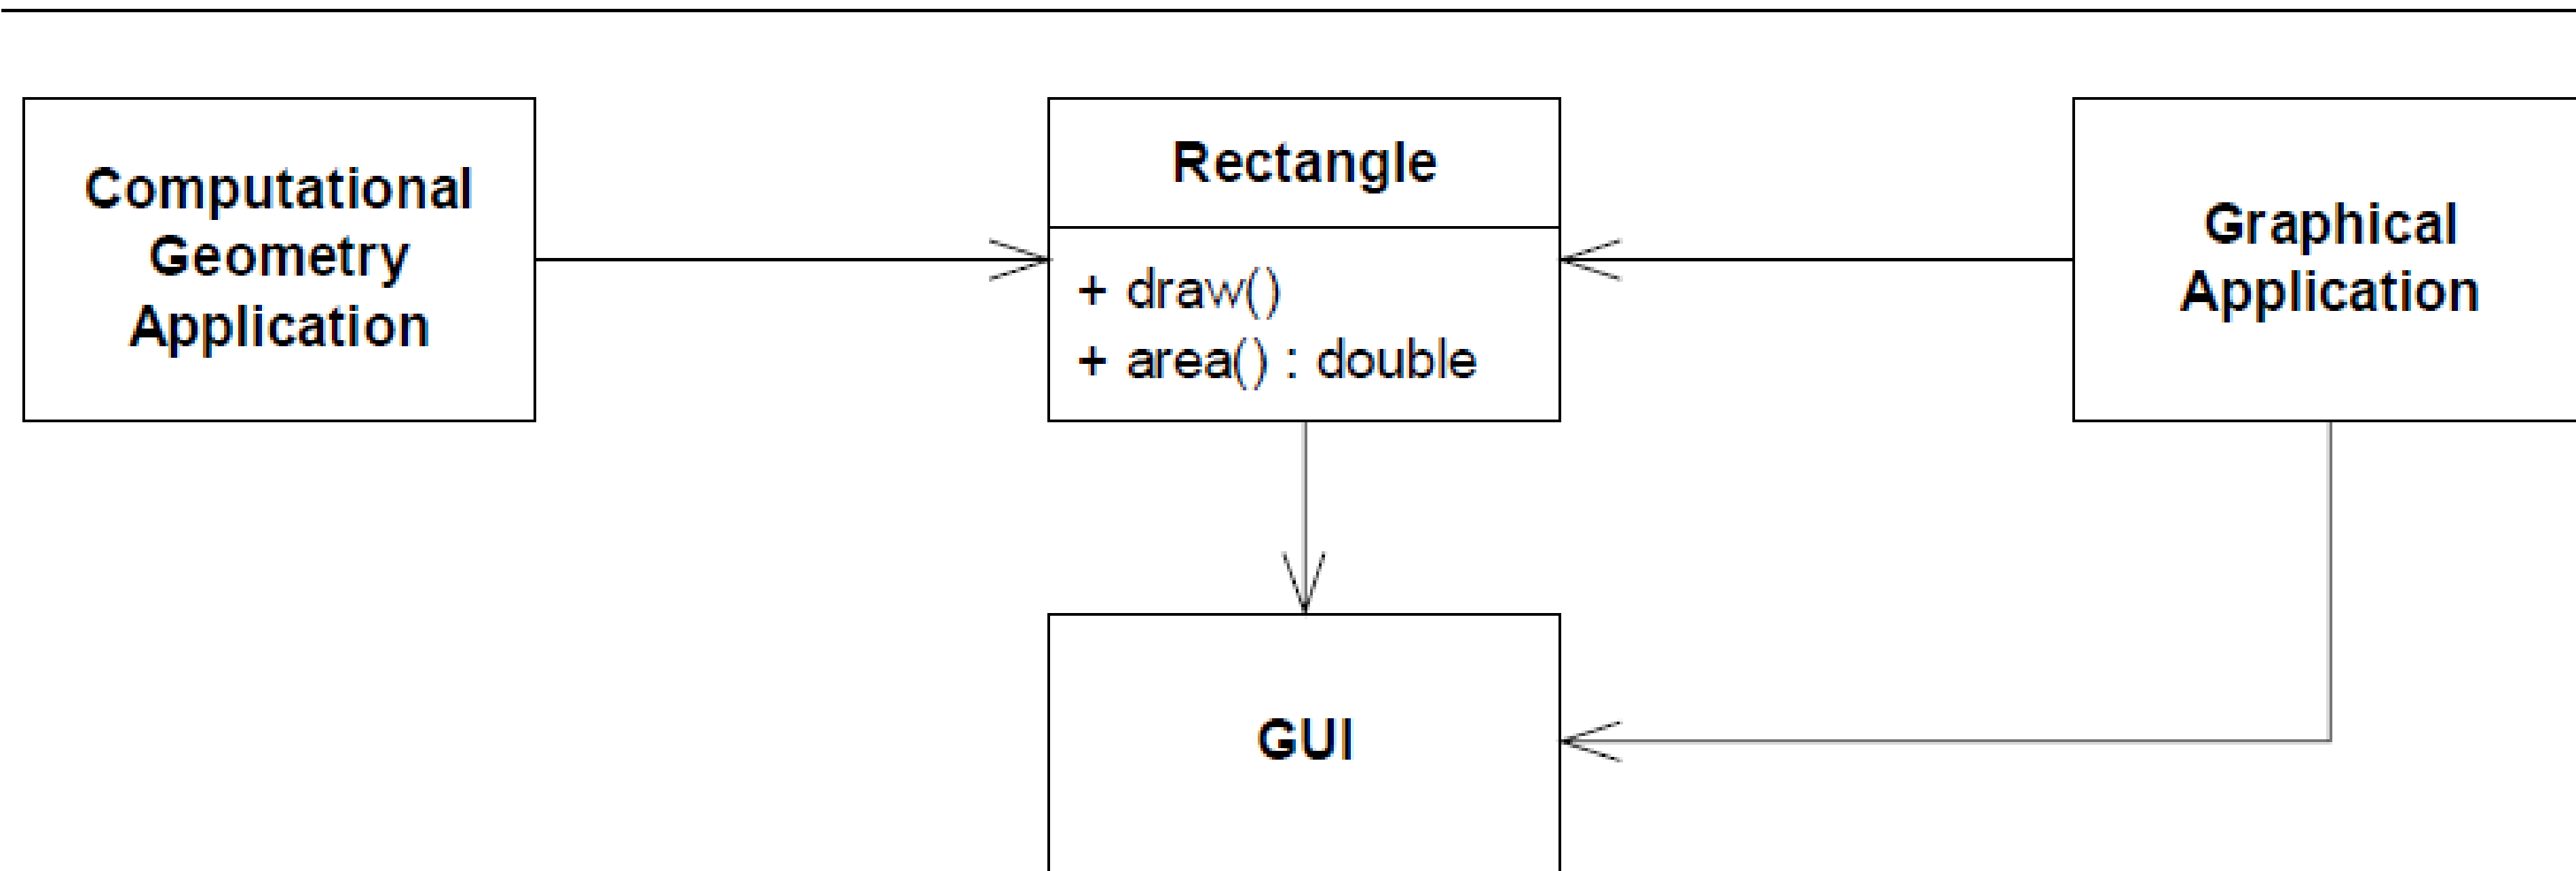 Computational
Geometry
Application
Rectangle
+ draw()
+ area() : double
Graphical
Application
GUI